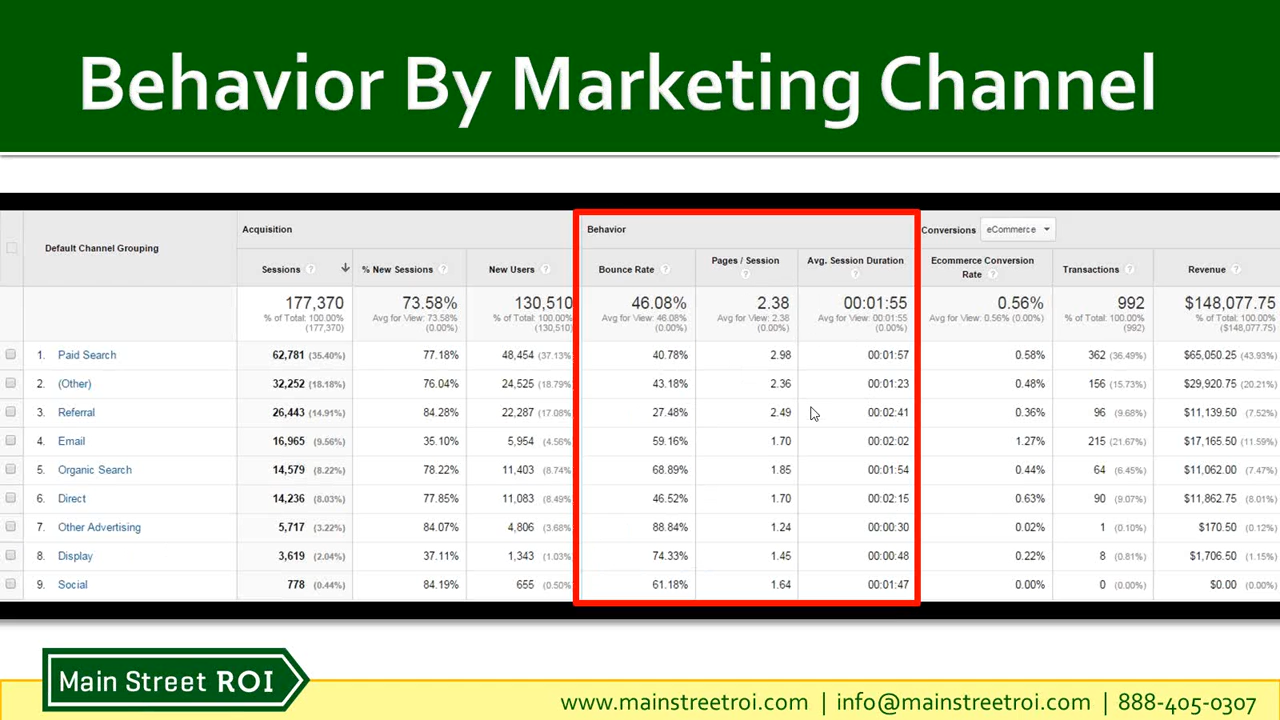 Behavior By Marketing Channel
Default Channel Grouping
Acquisition
Behavior
Conversions eCommerce
Sessions % New Sessions New Users Bounce Rate Pages / Session Avg. Session Duration Ecommerce Conversion Rate Transactions Revenue
177,370 73.58% 130,510 46.08% 2.38 00:01:55 0.56% 992 $148,077.75
% of Total: 100.00% (177,370) Avg for View: 73.58% (0.00%) % of Total: 100.00% (130,510) Avg for View: 46.08% (0.00%) Avg for View: 2.38 (0.00%) Avg for View: 00:01:55 (0.00%) Avg for View: 0.56% (0.00%) % of Total: 100.00% (992) % of Total: 100.00% ($148,077.75)
1. Paid Search 62,781 (35.40%) 77.18% 48,454 (37.13%) 40.78% 2.98 00:01:57 0.58% 362 (36.49%) $65,050.25 (43.93%)
2. (Other) 32,252 (18.18%) 76.04% 24,525 (18.79%) 43.18% 2.36 00:01:23 0.48% 156 (15.73%) $29,920.75 (20.21%)
3. Referral 26,443 (14.91%) 84.28% 22,287 (17.08%) 27.48% 2.49 00:02:41 0.36% 96 (9.68%) $11,139.50 (7.52%)
4. Email 16,965 (9.56%) 35.10% 5,954 (4.56%) 59.16% 1.70 00:02:02 1.27% 215 (21.67%) $17,165.50 (11.59%)
5. Organic Search 14,579 (8.22%) 78.22% 11,403 (8.74%) 68.89% 1.85 00:01:54 0.44% 64 (6.45%) $11,062.00 (7.47%)
6. Direct 14,236 (8.03%) 77.85% 11,083 (8.49%) 46.52% 1.70 00:02:15 0.63% 90 (9.07%) $11,862.75 (8.01%)
7. Other Advertising 5,717 (3.22%) 84.07% 4,806 (3.68%) 88.84% 1.24 00:00:30 0.02% 1 (0.10%) $170.50 (0.12%)
8. Display 3,619 (2.04%) 37.11% 1,343 (1.03%) 74.33% 1.45 00:00:48 0.22% 8 (0.81%) $1,706.50 (1.15%)
9. Social 778 (0.44%) 84.19% 655 (0.50%) 61.18% 1.64 00:01:47 0.00% 0 (0.00%) $0.00 (0.00%)
Main Street ROI
www.mainstreetroi.com | info@mainstreetroi.com | 888-405-0307